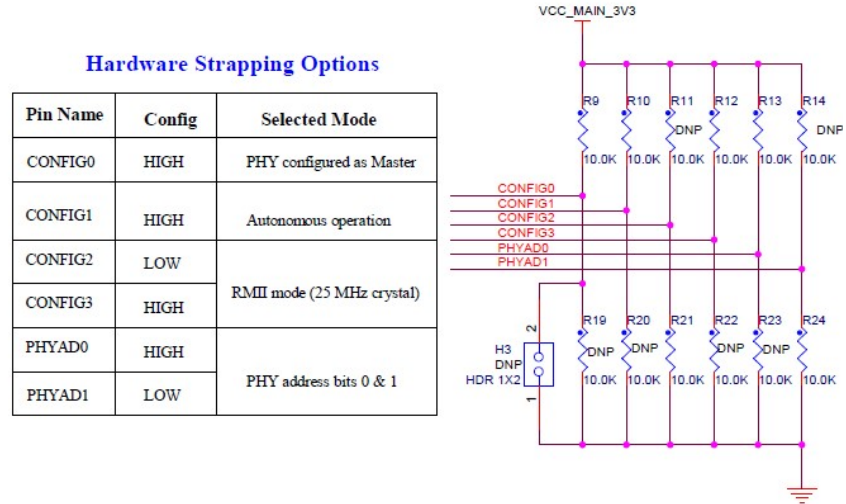 Hardware Strapping Options
Pin Name Config Selected Mode
CONFIG0 HIGH PHY configured as Master
CONFIG1 HIGH Autonomous operation
CONFIG2 LOW
RMII mode (25 MHz crystal)
CONFIG3 HIGH
PHYAD0 HIGH
PHY address bits 0 & 1
PHYAD1 LOW
VCC_MAIN_3V3
R9 R10 R11 R12 R13 R14
DNP DNP
10.0K 10.0K 10.0K 10.0K 10.0K 10.0K
CONFIG0
CONFIG1
CONFIG2
CONFIG3
PHYAD0
PHYAD1
R19 R20 R21 R22 R23 R24
2
H3
DNP
HDR 1X2
1
DNP DNP DNP DNP
10.0K 10.0K 10.0K 10.0K 10.0K 10.0K